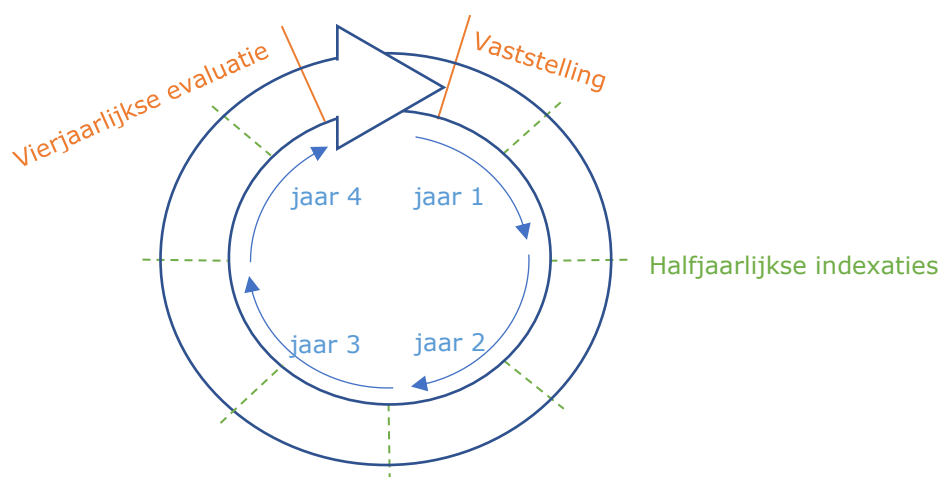 Vierjaarlijkse evaluatie
Vaststelling
jaar 4
jaar 1
Halfjaarlijkse indexaties
jaar 3
jaar 2